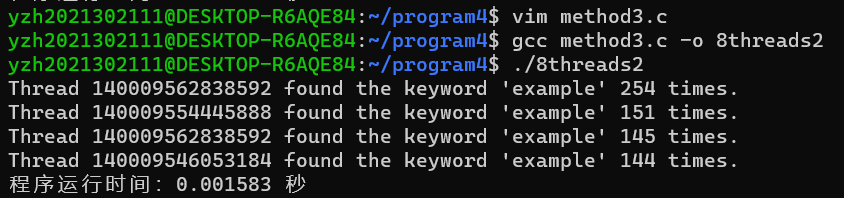 yzh2021302111@DESKTOP-R6AQE84:~/program4$ vim method3.c
yzh2021302111@DESKTOP-R6AQE84:~/program4$ gcc method3.c -o 8threads2
yzh2021302111@DESKTOP-R6AQE84:~/program4$ ./8threads2
Thread 140009562838592 found the keyword 'example' 254 times.
Thread 140009554445888 found the keyword 'example' 151 times.
Thread 140009562838592 found the keyword 'example' 145 times.
Thread 140009546053184 found the keyword 'example' 144 times.
程序运行时间: 0.001583 秒